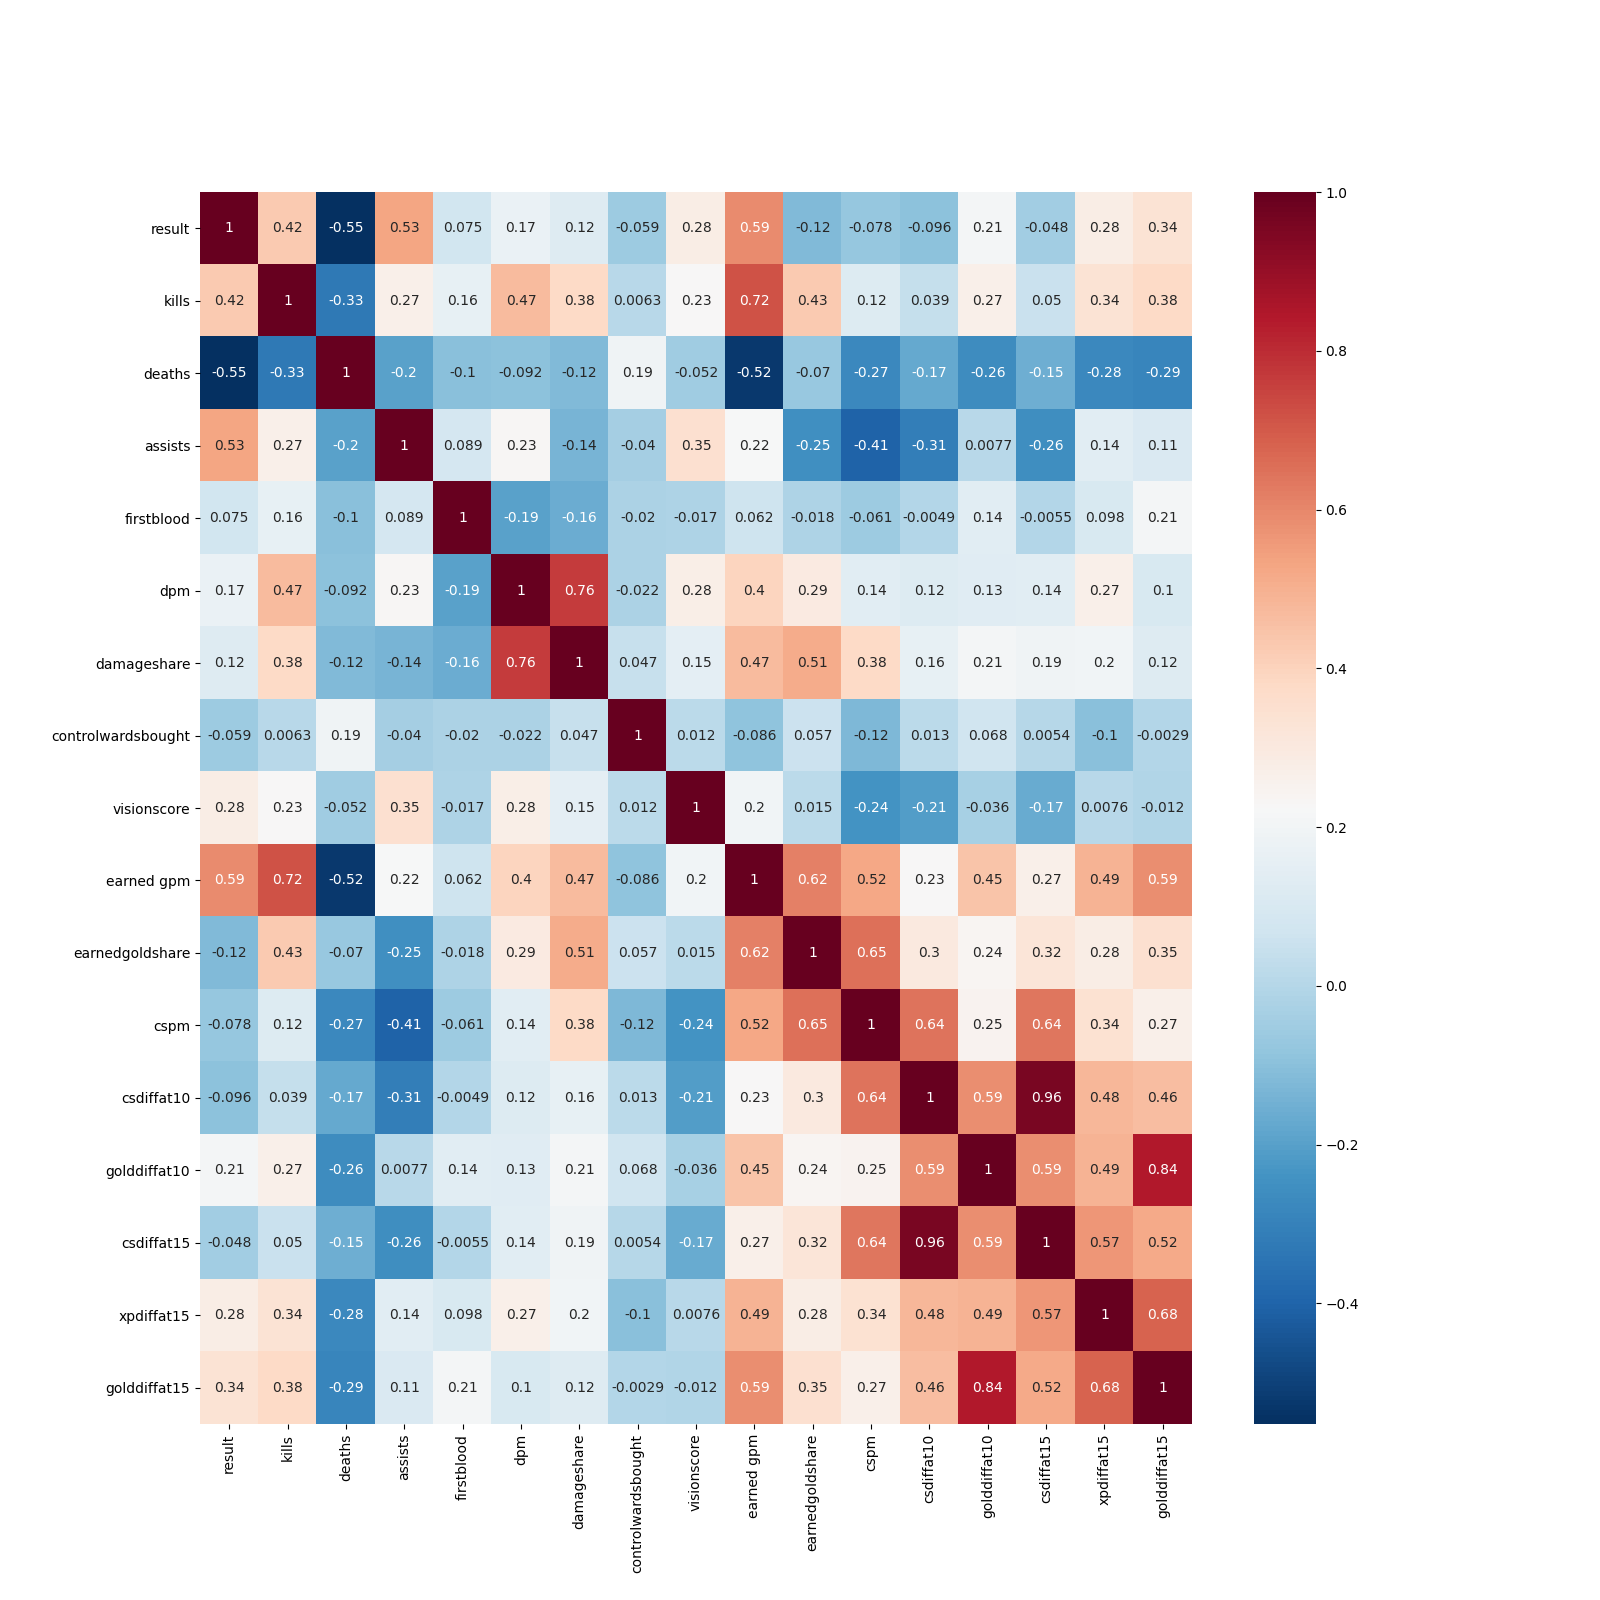 result 1 0.42 -0.55 0.53 0.075 0.17 0.12 -0.059 0.28 0.59 -0.12 -0.078 -0.096 0.21 -0.048 0.28 0.34
kills 0.42 1 -0.33 0.27 0.16 0.47 0.38 0.0063 0.23 0.72 0.43 0.12 0.039 0.27 0.05 0.34 0.38
deaths -0.55 -0.33 1 -0.2 -0.1 -0.092 -0.12 0.19 -0.052 -0.52 -0.07 -0.27 -0.17 -0.26 -0.15 -0.28 -0.29
assists 0.53 0.27 -0.2 1 0.089 0.23 -0.14 -0.04 0.35 0.22 -0.25 -0.41 -0.31 0.0077 -0.26 0.14 0.11
firstblood 0.075 0.16 -0.1 0.089 1 -0.19 -0.16 -0.02 -0.017 0.062 -0.018 -0.061 -0.0049 0.14 -0.0055 0.098 0.21
dpm 0.17 0.47 -0.092 0.23 -0.19 1 0.76 -0.022 0.28 0.4 0.29 0.14 0.12 0.13 0.14 0.27 0.1
damageshare 0.12 0.38 -0.12 -0.14 -0.16 0.76 1 0.047 0.15 0.47 0.51 0.38 0.16 0.21 0.19 0.2 0.12
controlwardsbought -0.059 0.0063 0.19 -0.04 -0.02 -0.022 0.047 1 0.012 -0.086 0.057 -0.12 0.013 0.068 0.0054 -0.1 -0.0029
visionscore 0.28 0.23 -0.052 0.35 -0.017 0.28 0.15 0.012 1 0.2 0.015 -0.24 -0.21 -0.036 -0.17 0.0076 -0.012
earned gpm 0.59 0.72 -0.52 0.22 0.062 0.4 0.47 -0.086 0.2 1 0.62 0.52 0.23 0.45 0.27 0.49 0.59
earnedgoldshare -0.12 0.43 -0.07 -0.25 -0.018 0.29 0.51 0.057 0.015 0.62 1 0.65 0.3 0.24 0.32 0.28 0.35
cspm -0.078 0.12 -0.27 -0.41 -0.061 0.14 0.38 -0.12 -0.24 0.52 0.65 1 0.64 0.25 0.64 0.34 0.27
csdiffat10 -0.096 0.039 -0.17 -0.31 -0.0049 0.12 0.16 0.013 -0.21 0.23 0.3 0.64 1 0.59 0.96 0.48 0.46
golddiffat10 0.21 0.27 -0.26 0.0077 0.14 0.13 0.21 0.068 -0.036 0.45 0.24 0.25 0.59 1 0.59 0.49 0.84
csdiffat15 -0.048 0.05 -0.15 -0.26 -0.0055 0.14 0.19 0.0054 -0.17 0.27 0.32 0.64 0.96 0.59 1 0.57 0.52
xpdiffat15 0.28 0.34 -0.28 0.14 0.098 0.27 0.2 -0.1 0.0076 0.49 0.28 0.34 0.48 0.49 0.57 1 0.68
golddiffat15 0.34 0.38 -0.29 0.11 0.21 0.1 0.12 -0.0029 -0.012 0.59 0.35 0.27 0.46 0.84 0.52 0.68 1
result
kills
deaths
assists
firstblood
dpm
damageshare
controlwardsbought
visionscore
earned gpm
earnedgoldshare
cspm
csdiffat10
golddiffat10
csdiffat15
xpdiffat15
golddiffat15
1.0
0.8
0.6
0.4
0.2
0.0
−0.2
−0.4